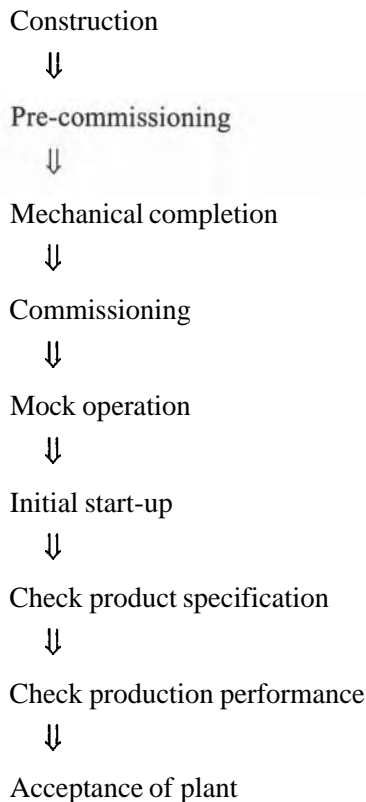 Construction
⇓
Pre-commissioning
⇓
Mechanical completion
⇓
Commissioning
⇓
Mock operation
⇓
Initial start-up
⇓
Check product specification
⇓
Check production performance
⇓
Acceptance of plant